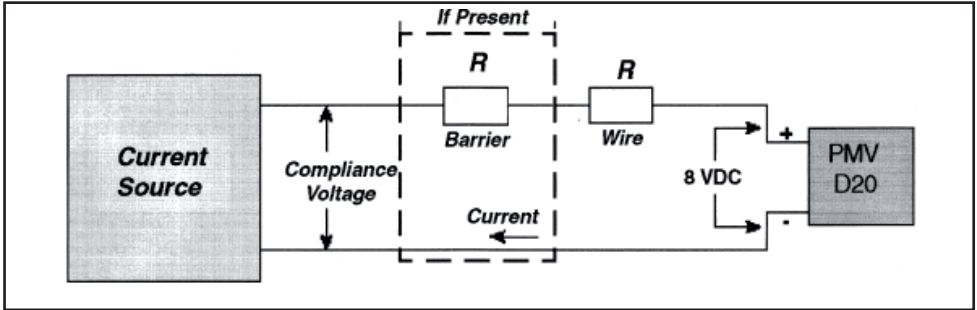 If Present
R
R
Barrier
Wire
Current
Source
Compliance
Voltage
Current
8 VDC
+
-
PMV
D20